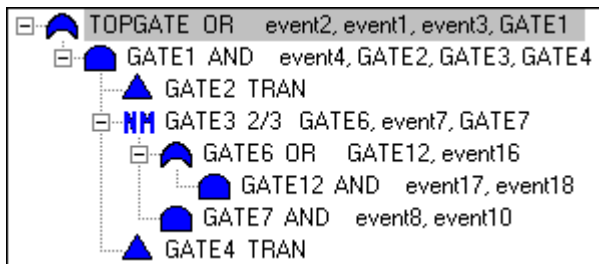 TOPGATE OR event2, event1, event3, GATE1
GATE1 AND event4, GATE2, GATE3, GATE4
GATE2 TRAN
NM GATE3 2/3 GATE6, event7, GATE7
GATE6 OR GATE12, event16
GATE12 AND event17, event18
GATE7 AND event8, event10
GATE4 TRAN